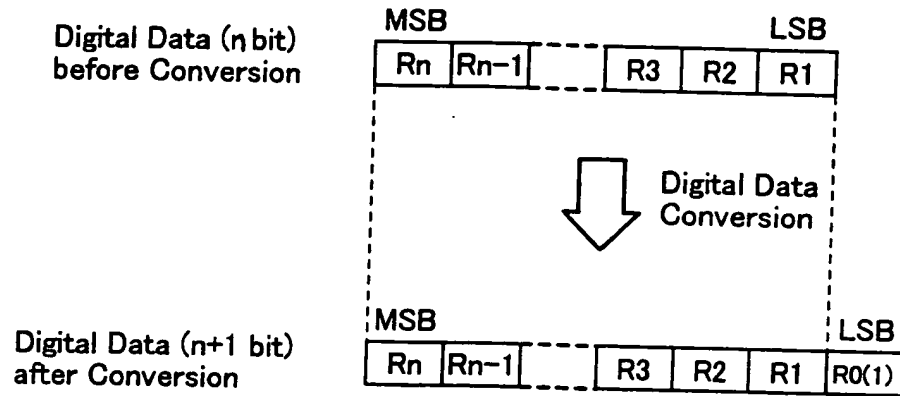 Digital Data (n bit)
before Conversion
MSB
LSB
Rn
Rn-1
R3
R2
R1
Digital Data
Conversion
Digital Data (n+1 bit)
after Conversion
MSB
LSB
Rn
Rn-1
R3
R2
R1
R0(1)